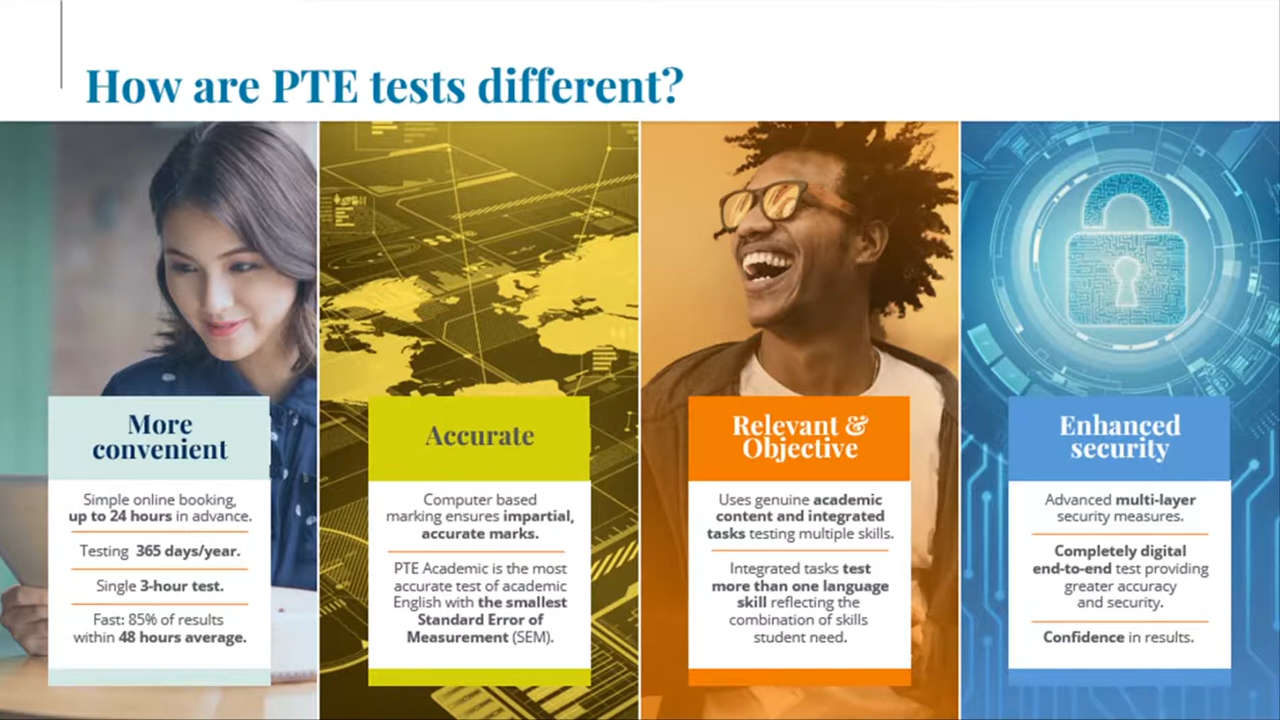 How are PTE tests different?
More
convenient
Simple online booking,
up to 24 hours in advance.
Testing 365 days/year.
Single 3-hour test.
Fast: 85% of results
within 48 hours average.
Accurate
Computer based
marking ensures impartial,
accurate marks.
PTE Academic is the most
accurate test of academic
English with the smallest
Standard Error of
Measurement (SEM).
Relevant &
Objective
Uses genuine academic
content and integrated
tasks testing multiple skills.
Integrated tasks test
more than one language
skill reflecting the
combination of skills
student need.
Enhanced
security
Advanced multi-layer
security measures.
Completely digital
end-to-end test providing
greater accuracy
and security.
Confidence in results.